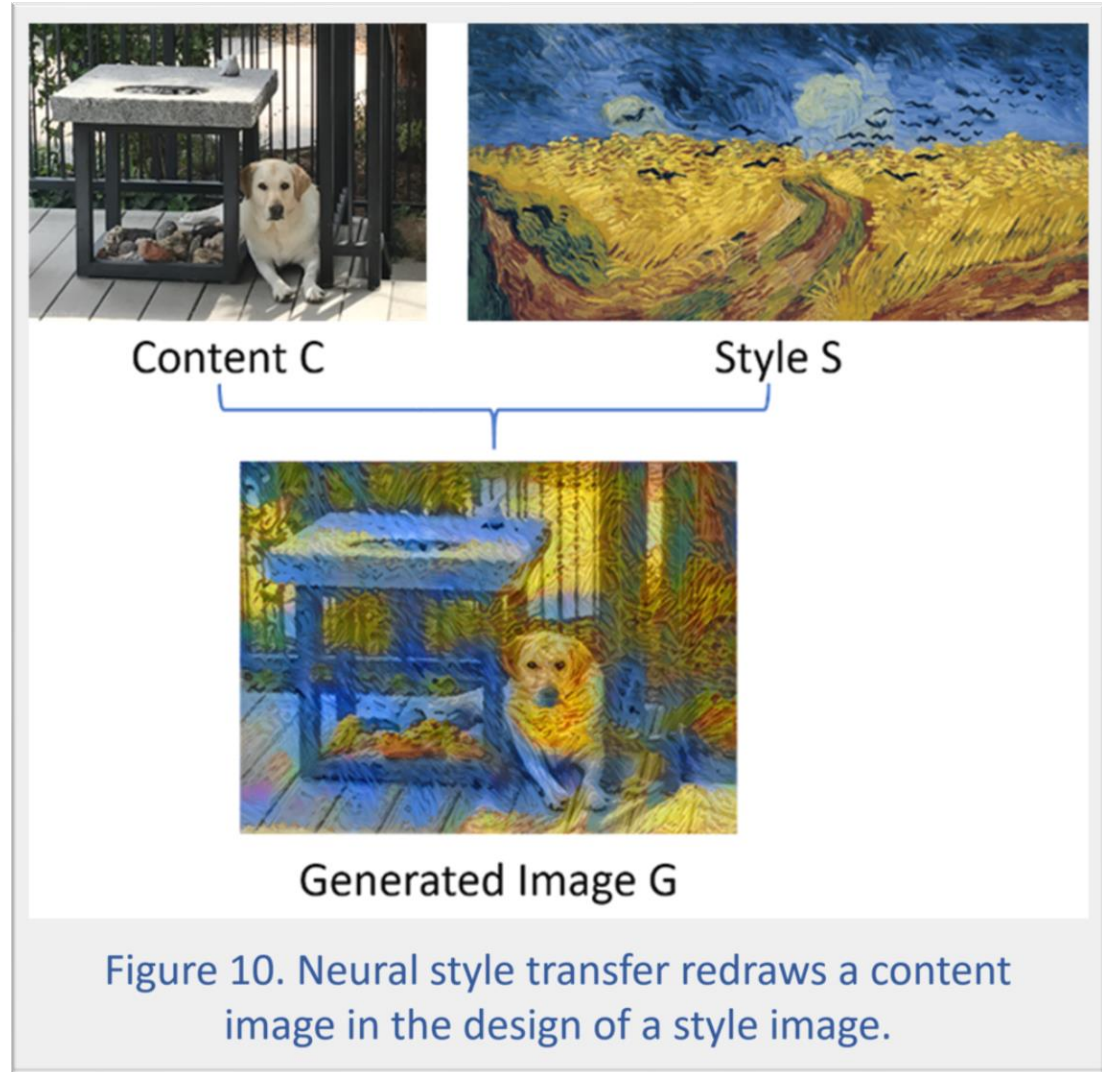 Content C
Style S
Generated Image G
Figure 10. Neural style transfer redraws a content
image in the design of a style image.